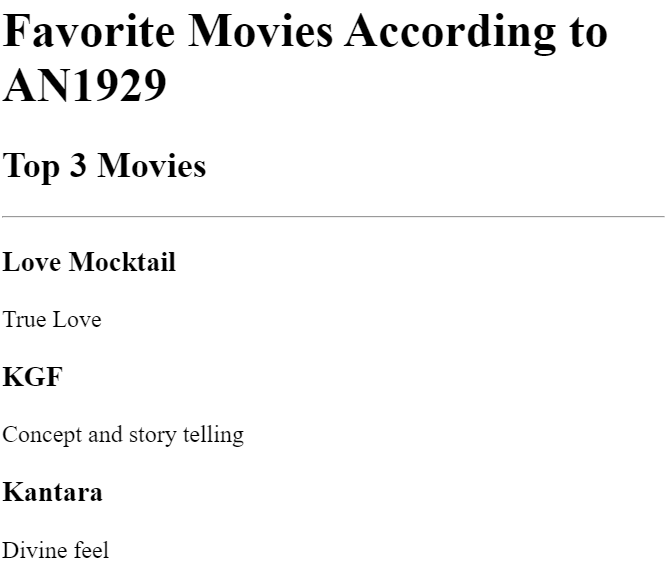 Favorite Movies According to
AN1929
Top 3 Movies
Love Mocktail
True Love
KGF
Concept and story telling
Kantara
Divine feel